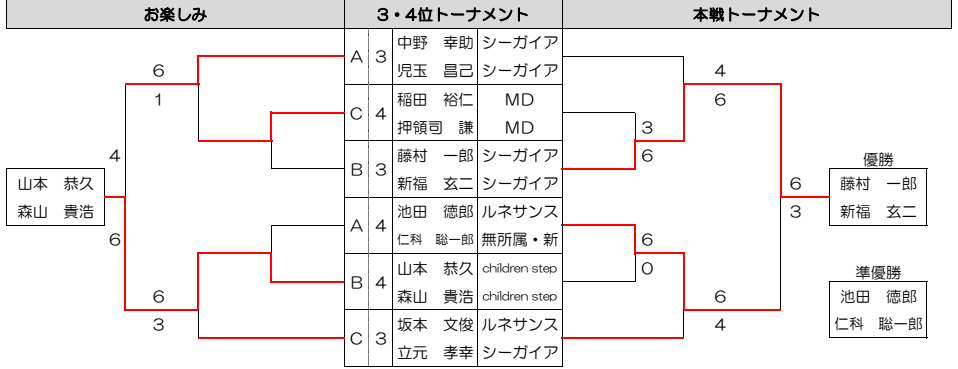 お楽しみ 3・4位トーナメント 本戦トーナメント
A 3 中野 幸助 シーガイア
児玉 昌己 シーガイア
6 4
1 6
C 4 稲田 裕仁 MD
押領司 謙 MD
3
4 6
B 3 藤村 一郎 シーガイア
新福 玄二 シーガイア
優勝
山本 恭久 6 藤村 一郎
森山 貴浩 3 新福 玄二
A 4 池田 徳郎 ルネサンス
仁科 聡一郎 無所属・新
6 6
0
B 4 山本 恭久 children step
森山 貴浩 children step
準優勝
6 6 池田 徳郎
3 4 仁科 聡一郎
C 3 坂本 文俊 ルネサンス
立元 孝幸 シーガイア